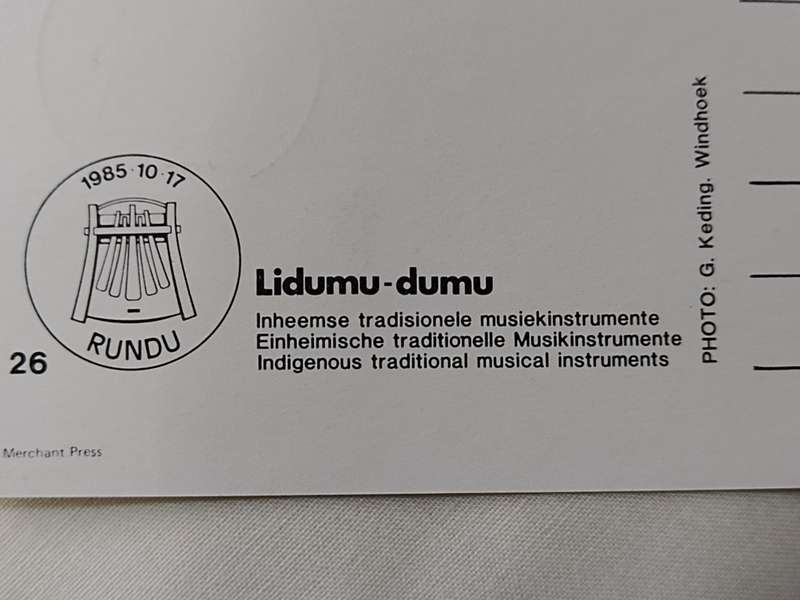 1985·10·17
RUNDU
26
Lidumu-dumu
Inheemse tradisionele musiekinstrumente
Einheimische traditionelle Musikinstrumente
Indigenous traditional musical instruments
PHOTO: G. Keding. Windhoek
Merchant Press